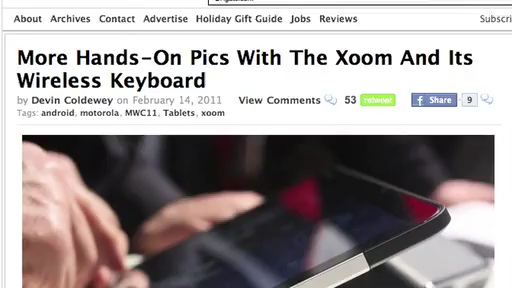 About Archives Contact Advertise Holiday Gift Guide Jobs Reviews Subscri
More Hands-On Pics With The Xoom And Its
Wireless Keyboard
by Devin Coldewey on February 14, 2011 View Comments 53 retweet Share 9
Tags: android, motorola, MWC11, Tablets, xoom